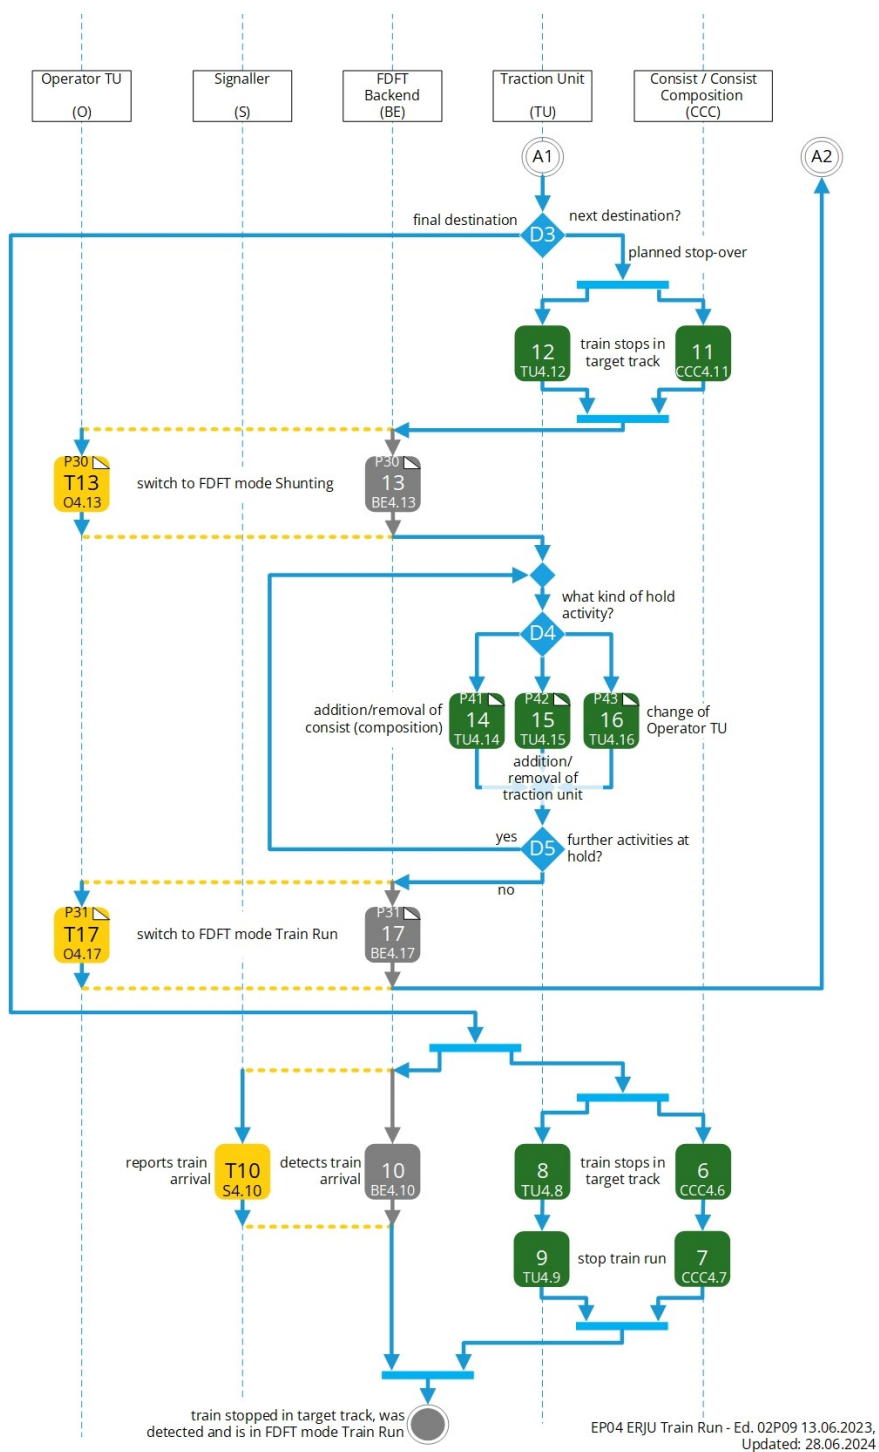 Operator TU
(O)
Signaller
(S)
FDFT
Backend
(BE)
Traction Unit
(TU)
Consist / Consist
Composition
(CCC)
A1
A2
final destination
D3
next destination?
planned stop-over
12
TU4.12
train stops in
target track
11
CCC4.11
P30
T13
O4.13
switch to FDFT mode Shunting
P30
13
BE4.13
what kind of hold
activity?
D4
addition/removal of
consist (composition)
P41
14
TU4.14
P42
15
TU4.15
P43
16
TU4.16
change of
Operator TU
addition/
removal of
traction unit
yes
D5
further activities at
hold?
no
P31
T17
O4.17
switch to FDFT mode Train Run
P31
17
BE4.17
reports train
arrival
T10
S4.10
detects train
arrival
10
BE4.10
8
TU4.8
train stops in
target track
6
CCC4.6
9
TU4.9
stop train run
7
CCC4.7
train stopped in target track, was
detected and is in FDFT mode Train Run
EP04 ERJU Train Run - Ed. 02P09 13.06.2023,
Updated: 28.06.2024